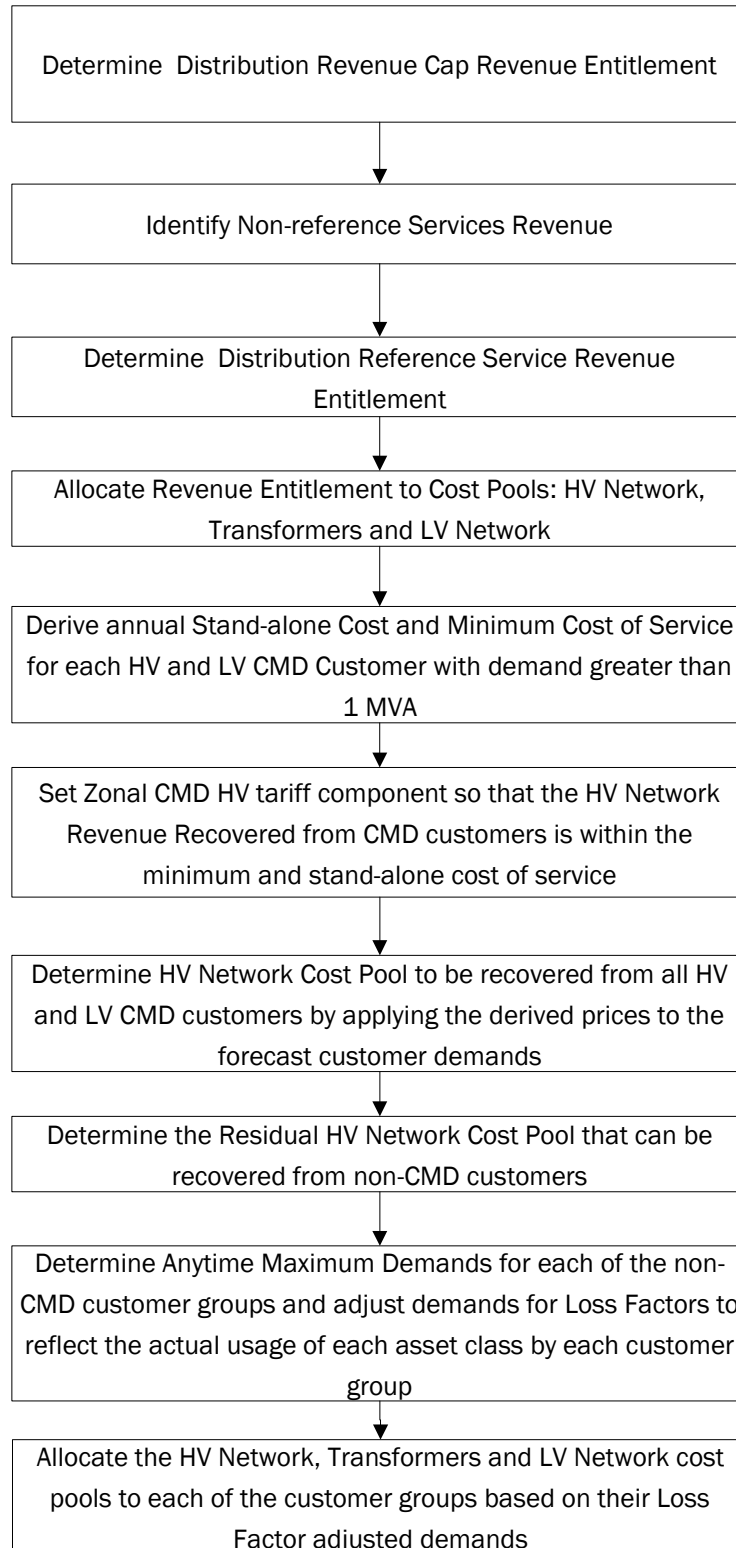 Determine Distribution Revenue Cap Revenue Entitlement
Identify Non-reference Services Revenue
Determine Distribution Reference Service Revenue
Entitlement
Allocate Revenue Entitlement to Cost Pools: HV Network,
Transformers and LV Network
Derive annual Stand-alone Cost and Minimum Cost of Service
for each HV and LV CMD Customer with demand greater than
1 MVA
Set Zonal CMD HV tariff component so that the HV Network
Revenue Recovered from CMD customers is within the
minimum and stand-alone cost of service
Determine HV Network Cost Pool to be recovered from all HV
and LV CMD customers by applying the derived prices to the
forecast customer demands
Determine the Residual HV Network Cost Pool that can be
recovered from non-CMD customers
Determine Anytime Maximum Demands for each of the non-
CMD customer groups and adjust demands for Loss Factors to
reflect the actual usage of each asset class by each customer
group
Allocate the HV Network, Transformers and LV Network cost
pools to each of the customer groups based on their Loss
Factor adjusted demands